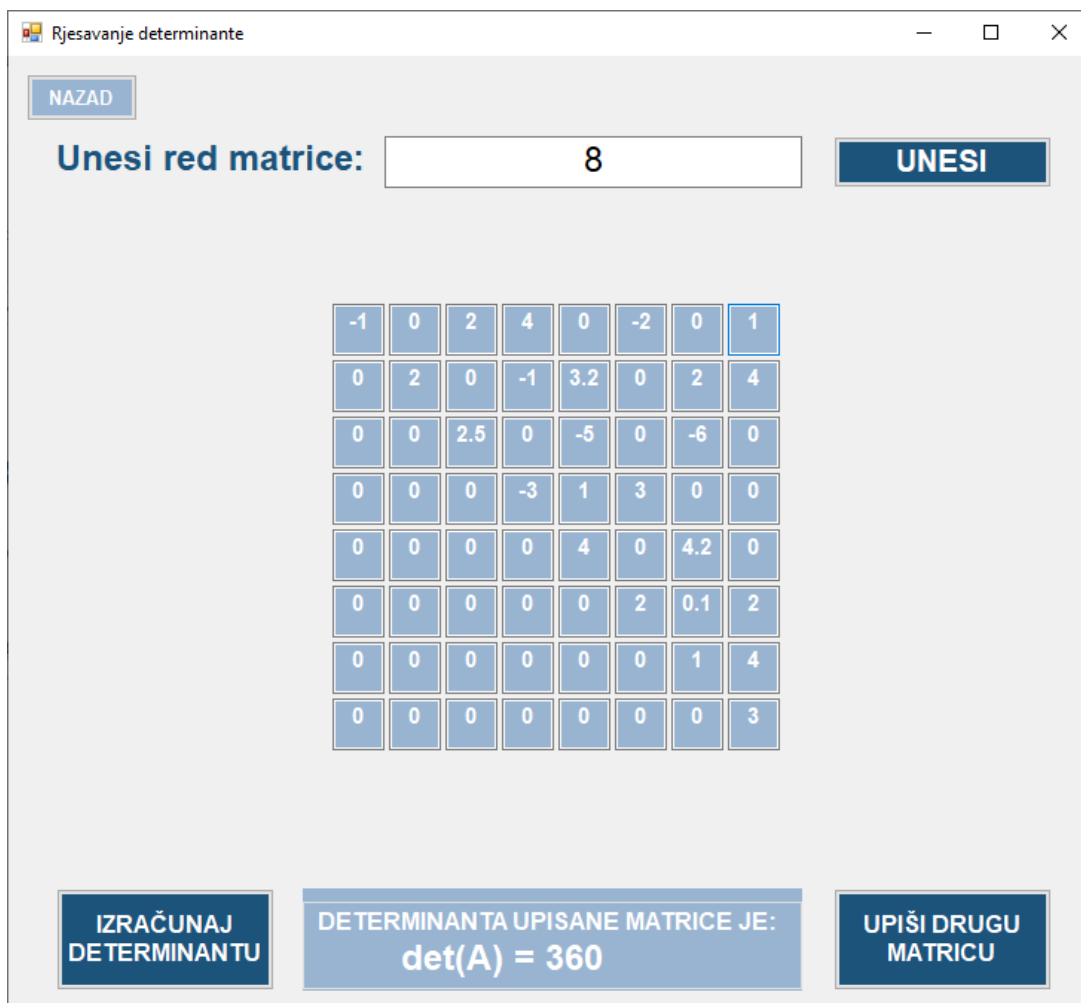 Rjesavanje determinante
NAZAD
Unesi red matrice: 8 UNESI
-1 0 2 4 0 -2 0 1
0 2 0 -1 3.2 0 2 4
0 0 2.5 0 -5 0 -6 0
0 0 0 -3 1 3 0 0
0 0 0 0 4 0 4.2 0
0 0 0 0 0 2 0.1 2
0 0 0 0 0 0 1 4
0 0 0 0 0 0 0 3
IZRAČUNAJ
DETERMINANTU
DETERMINANTA UPISANE MATRICE JE:
det(A) = 360
UPIŠI DRUGU
MATRICU